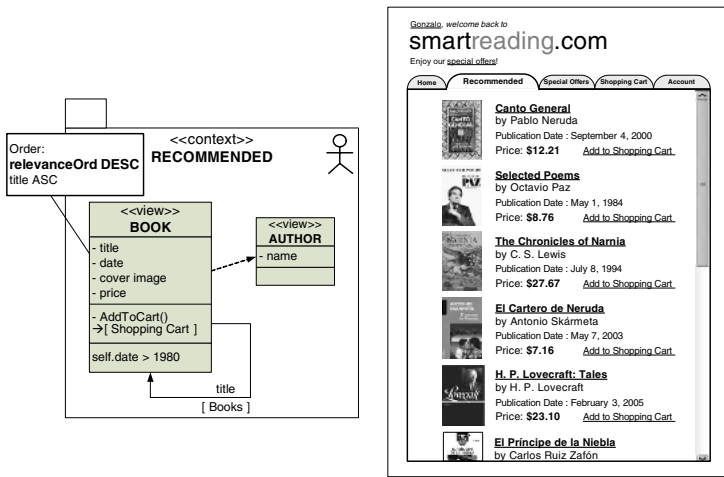 <<context>>
RECOMMENDED
Order:
relevanceOrd DESC
title ASC
<<view>>
BOOK
- title
- date
- cover image
- price
- AddToCart()
→[ Shopping Cart ]
self.date > 1980
<<view>>
AUTHOR
- name
title
[ Books ]
Gonzalo, welcome back to
smartreading.com
Enjoy our special offers!
Home
Recommended
Special Offers
Shopping Cart
Account
CANTO
GENERAL
Canto General
by Pablo Neruda
Publication Date : September 4, 2000
Price: $12.21 Add to Shopping Cart
PAZ
Selected Poems
by Octavio Paz
Publication Date : May 1, 1984
Price: $8.76 Add to Shopping Cart
NARNIA
The Chronicles of Narnia
by C. S. Lewis
Publication Date : July 8, 1994
Price: $27.67 Add to Shopping Cart
El Cartero de Neruda
by Antonio Skármeta
Publication Date : May 7, 2003
Price: $7.16 Add to Shopping Cart
Lovecraft
H. P. Lovecraft: Tales
by H. P. Lovecraft
Publication Date : February 3, 2005
Price: $23.10 Add to Shopping Cart
El Príncipe de la Niebla
by Carlos Ruiz Zafón